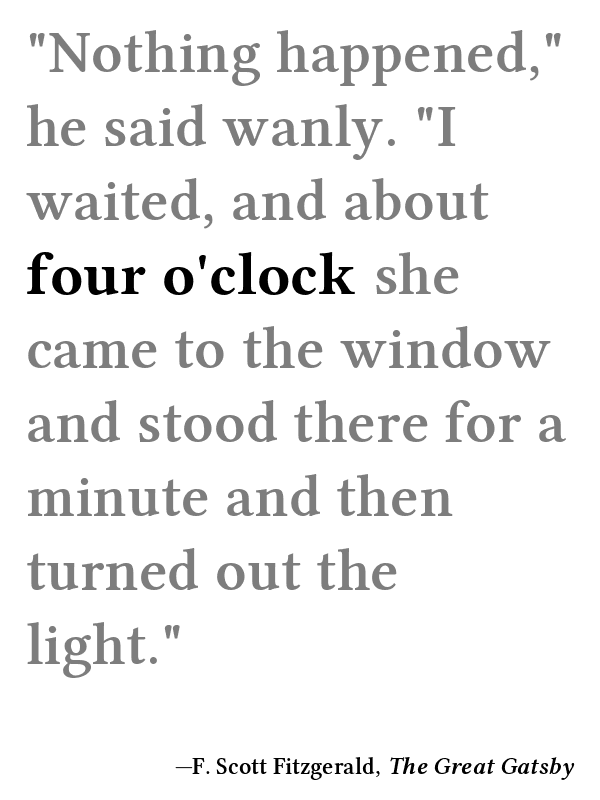 "Nothing happened,"
he said wanly. "I
waited, and about
four o'clock she
came to the window
and stood there for a
minute and then
turned out the
light."
—F. Scott Fitzgerald, The Great Gatsby